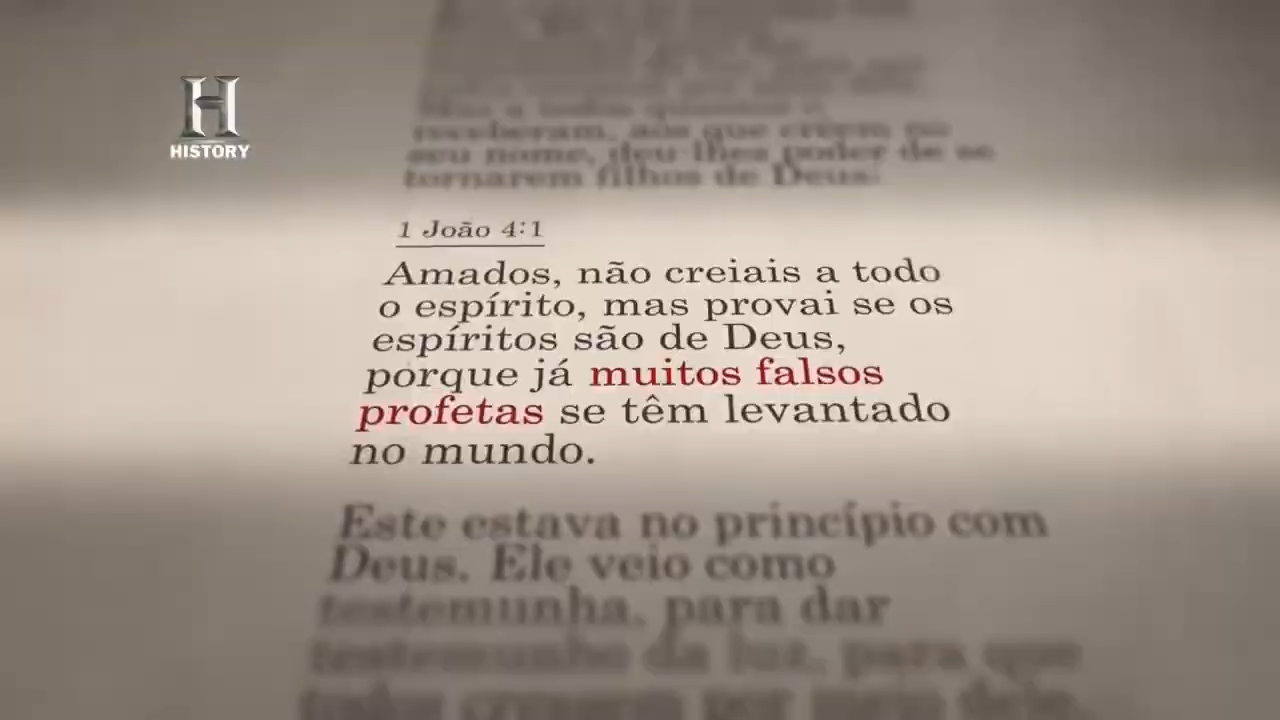 H
HISTORY
receberam, aos que creem no
seu nome, deu-lhes poder de se
tornarem filhos de Deus:
1 João 4:1
Amados, não creiais a todo
o espírito, mas provai se os
espíritos são de Deus,
porque já muitos falsos
profetas se têm levantado
no mundo.
Este estava no princípio com
Deus. Ele veio como
testemunha, para dar
testemunho da luz, para que